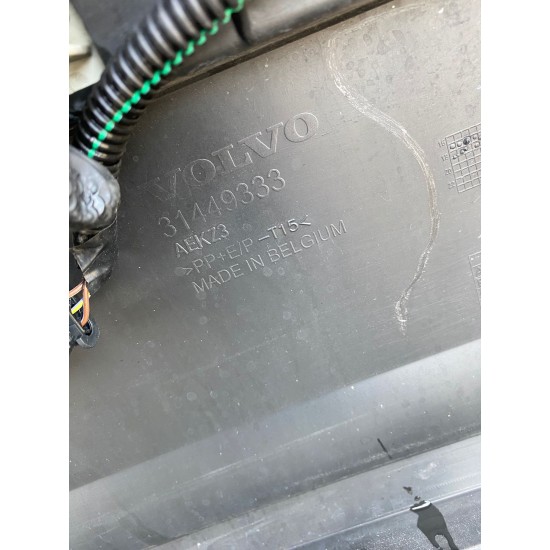 VOLVO
31449333
AEKZ3
>PP+E/P-T15<
MADE IN BELGIUM